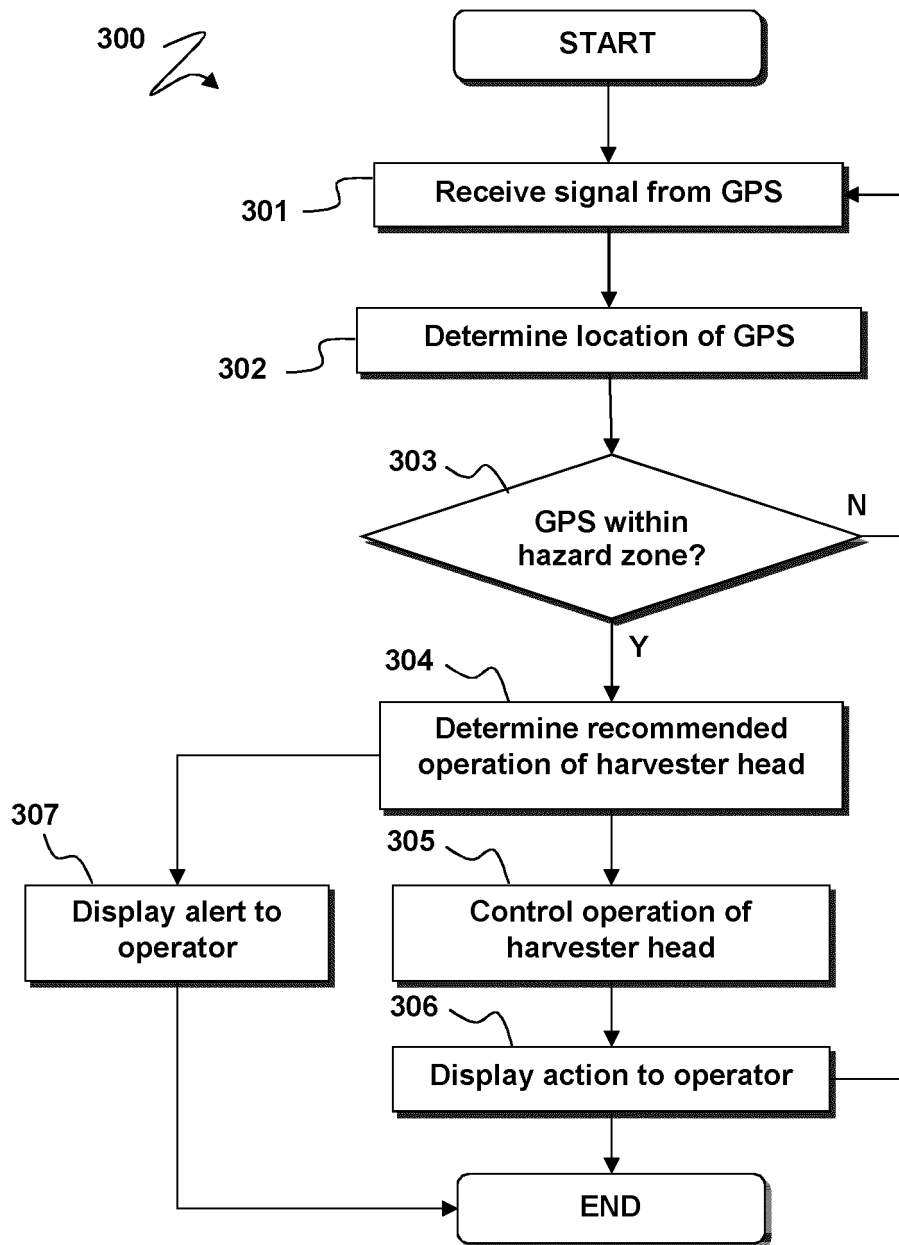 300
START
301
Receive signal from GPS
302
Determine location of GPS
303
GPS within
hazard zone?
N
Y
304
Determine recommended
operation of harvester head
307
Display alert to
operator
305
Control operation of
harvester head
306
Display action to operator
END